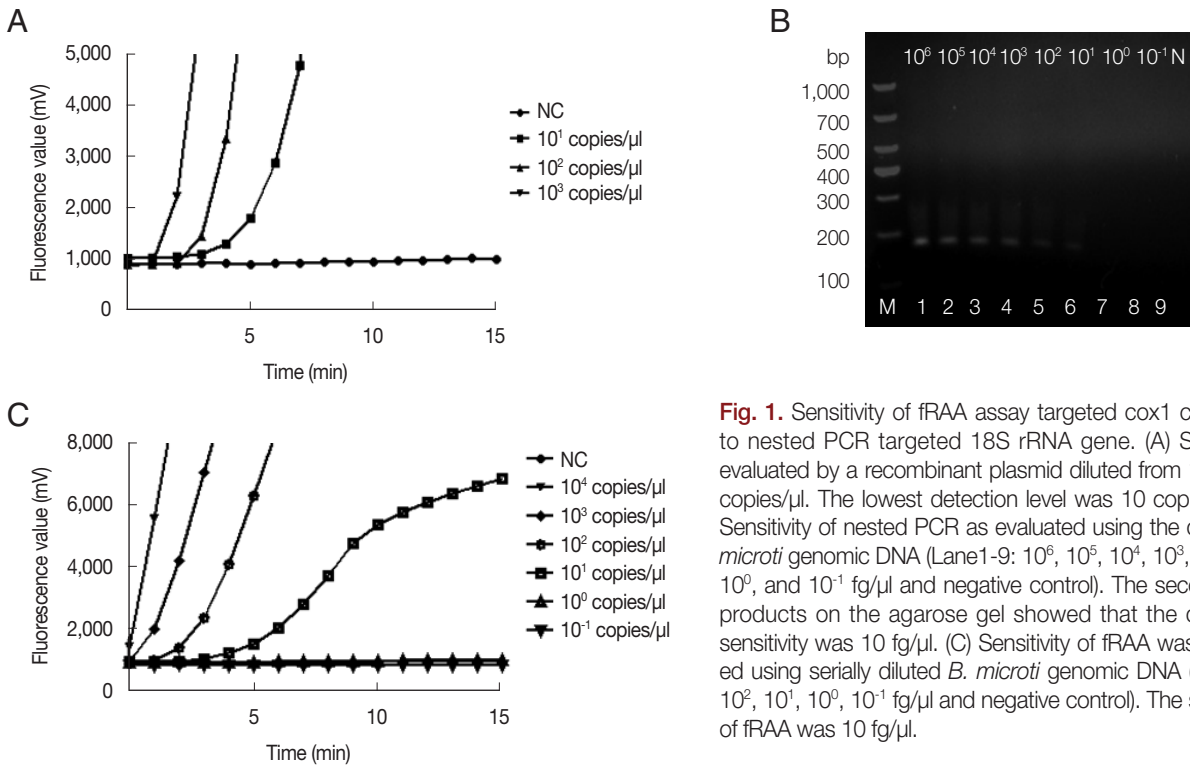 A
Fluorescence value (mV)
5,000
4,000
3,000
2,000
1,000
0
5
10
15
Time (min)
NC
10¹ copies/µl
10² copies/µl
10³ copies/µl
B
bp
1,000
700
500
400
300
200
100
10⁶ 10⁵ 10⁴ 10³ 10² 10¹ 10⁰ 10⁻¹ N
M 1 2 3 4 5 6 7 8 9
C
Fluorescence value (mV)
8,000
6,000
4,000
2,000
0
5
10
15
Time (min)
NC
10⁴ copies/µl
10³ copies/µl
10² copies/µl
10¹ copies/µl
10⁰ copies/µl
10⁻¹ copies/µl
Fig. 1. Sensitivity of fRAA assay targeted cox1 c
to nested PCR targeted 18S rRNA gene. (A) S
evaluated by a recombinant plasmid diluted from
copies/µl. The lowest detection level was 10 cop
Sensitivity of nested PCR as evaluated using the
microti genomic DNA (Lane1-9: 10⁶, 10⁵, 10⁴, 10³,
10⁰, and 10⁻¹ fg/µl and negative control). The sec
products on the agarose gel showed that the
sensitivity was 10 fg/µl. (C) Sensitivity of fRAA was
ed using serially diluted B. microti genomic DNA (
10², 10¹, 10⁰, 10⁻¹ fg/µl and negative control). The s
of fRAA was 10 fg/µl.